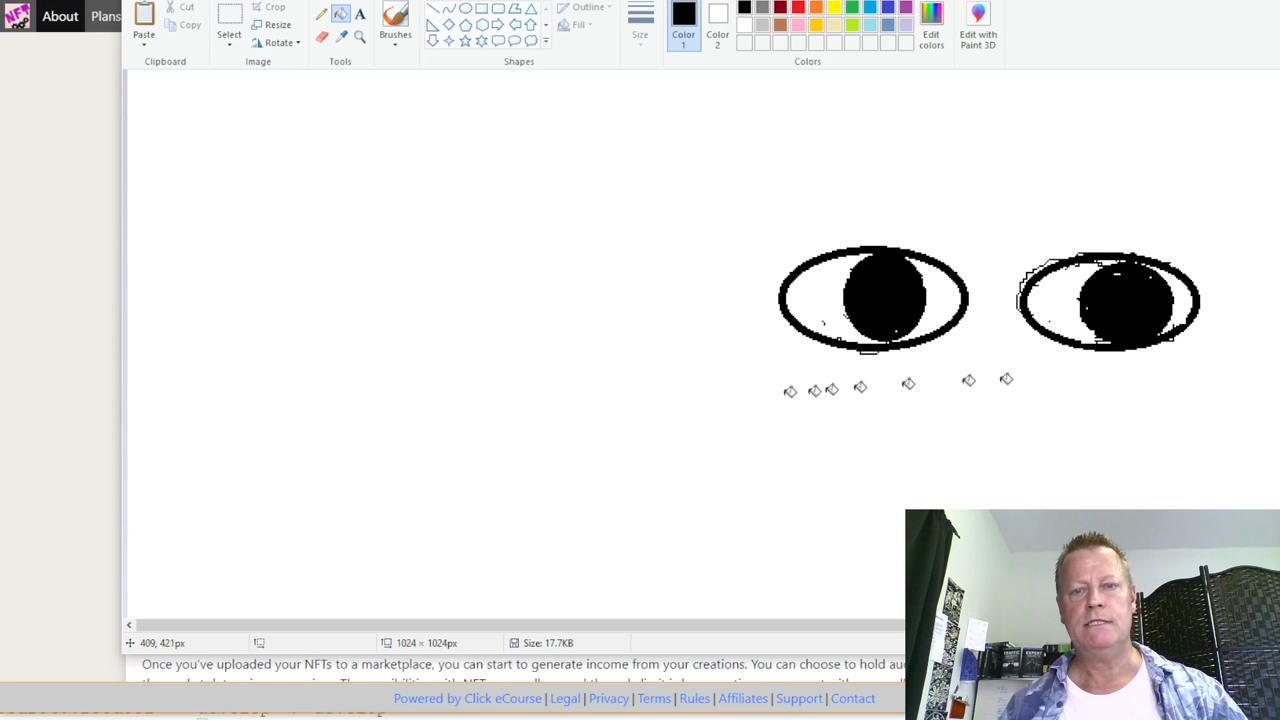 NFT About Plans
Paste Cut Copy Select Crop Resize Rotate Brushes Outline Fill Size Color 1 Color 2 Edit colors Edit with Paint 3D
Clipboard Image Tools Shapes Colors
409, 421px 1024 × 1024px Size: 17.7KB
Once you've uploaded your NFTs to a marketplace, you can start to generate income from your creations. You can choose to hold
Powered by Click eCourse | Legal | Privacy | Terms | Rules | Affiliates | Support | Contact